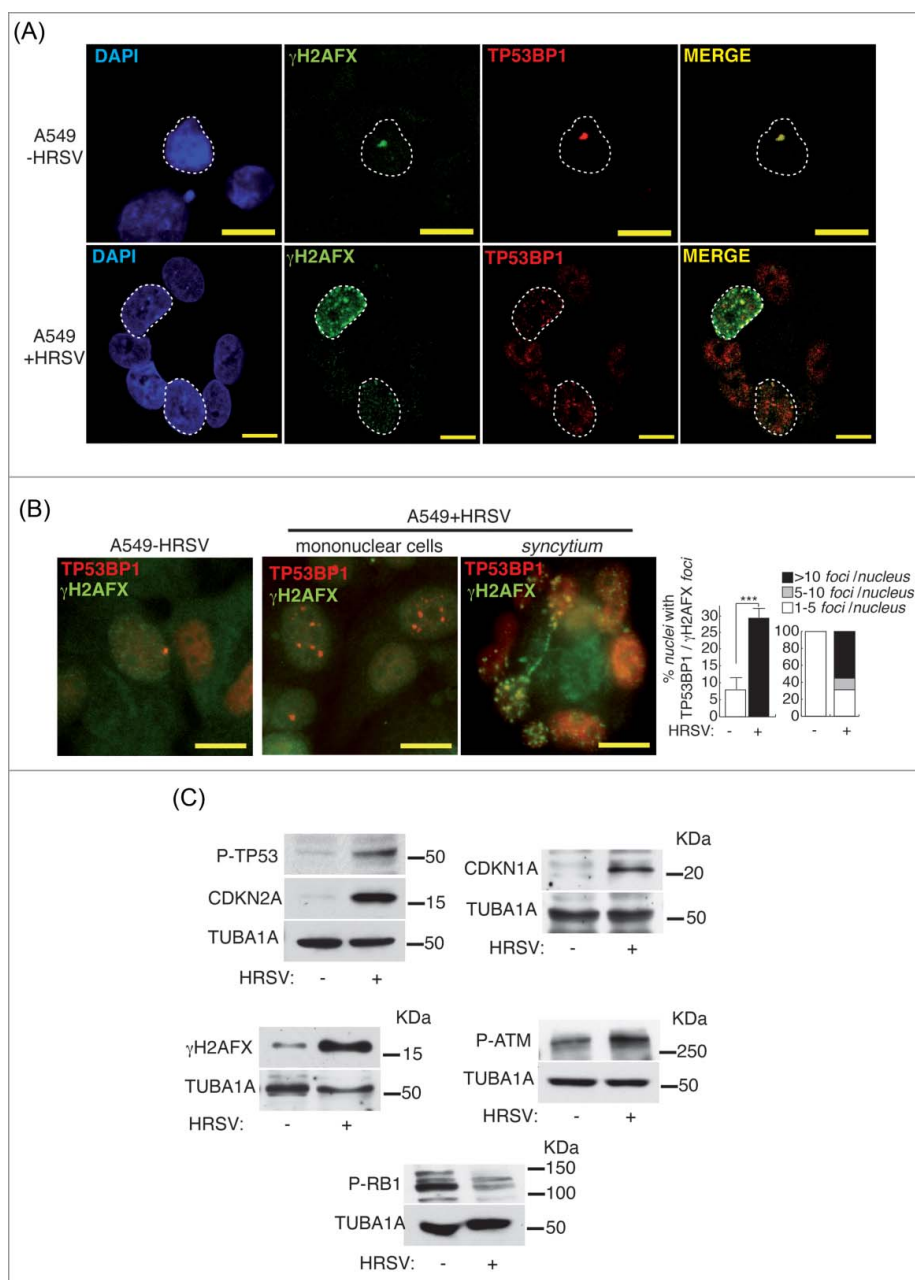 (A)
DAPI
γH2AFX
TP53BP1
MERGE
A549
-HRSV
DAPI
γH2AFX
TP53BP1
MERGE
A549
+HRSV
(B)
A549+HRSV
A549-HRSV
mononuclear cells
syncytium
TP53BP1
γH2AFX
TP53BP1
γH2AFX
TP53BP1
γH2AFX
% nuclei with
TP53BP1 / γH2AFX foci
>10 foci/nucleus
5-10 foci/nucleus
1-5 foci/nucleus
***
30
25
20
15
10
5
0
100
80
60
40
20
0
HRSV: - + - +
(C)
KDa
P-TP53
50
CDKN2A
15
TUBA1A
50
HRSV: - +
CDKN1A
20
TUBA1A
50
HRSV: - +
KDa
γH2AFX
15
TUBA1A
50
HRSV: - +
KDa
P-ATM
250
TUBA1A
50
HRSV: - +
KDa
P-RB1
150
100
TUBA1A
50
HRSV: - +